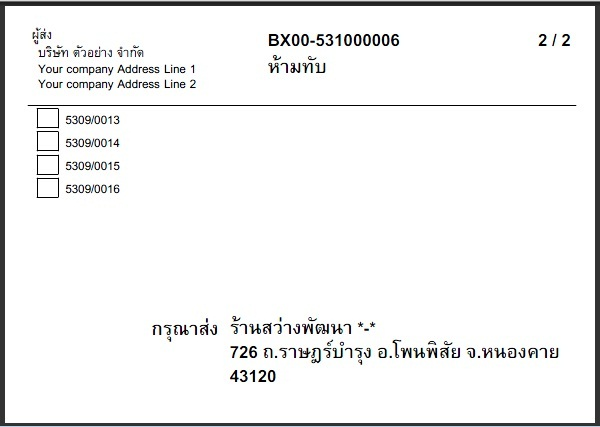 ผู้ส่ง
บริษัท ตัวอย่าง จำกัด
Your company Address Line 1
Your company Address Line 2
BX00-531000006
ห้ามทับ
2 / 2
5309/0013
5309/0014
5309/0015
5309/0016
กรุณาส่ง ร้านสว่างพัฒนา *-*
726 ถ.ราษฎร์บำรุง อ.โพนพิสัย จ.หนองคาย
43120